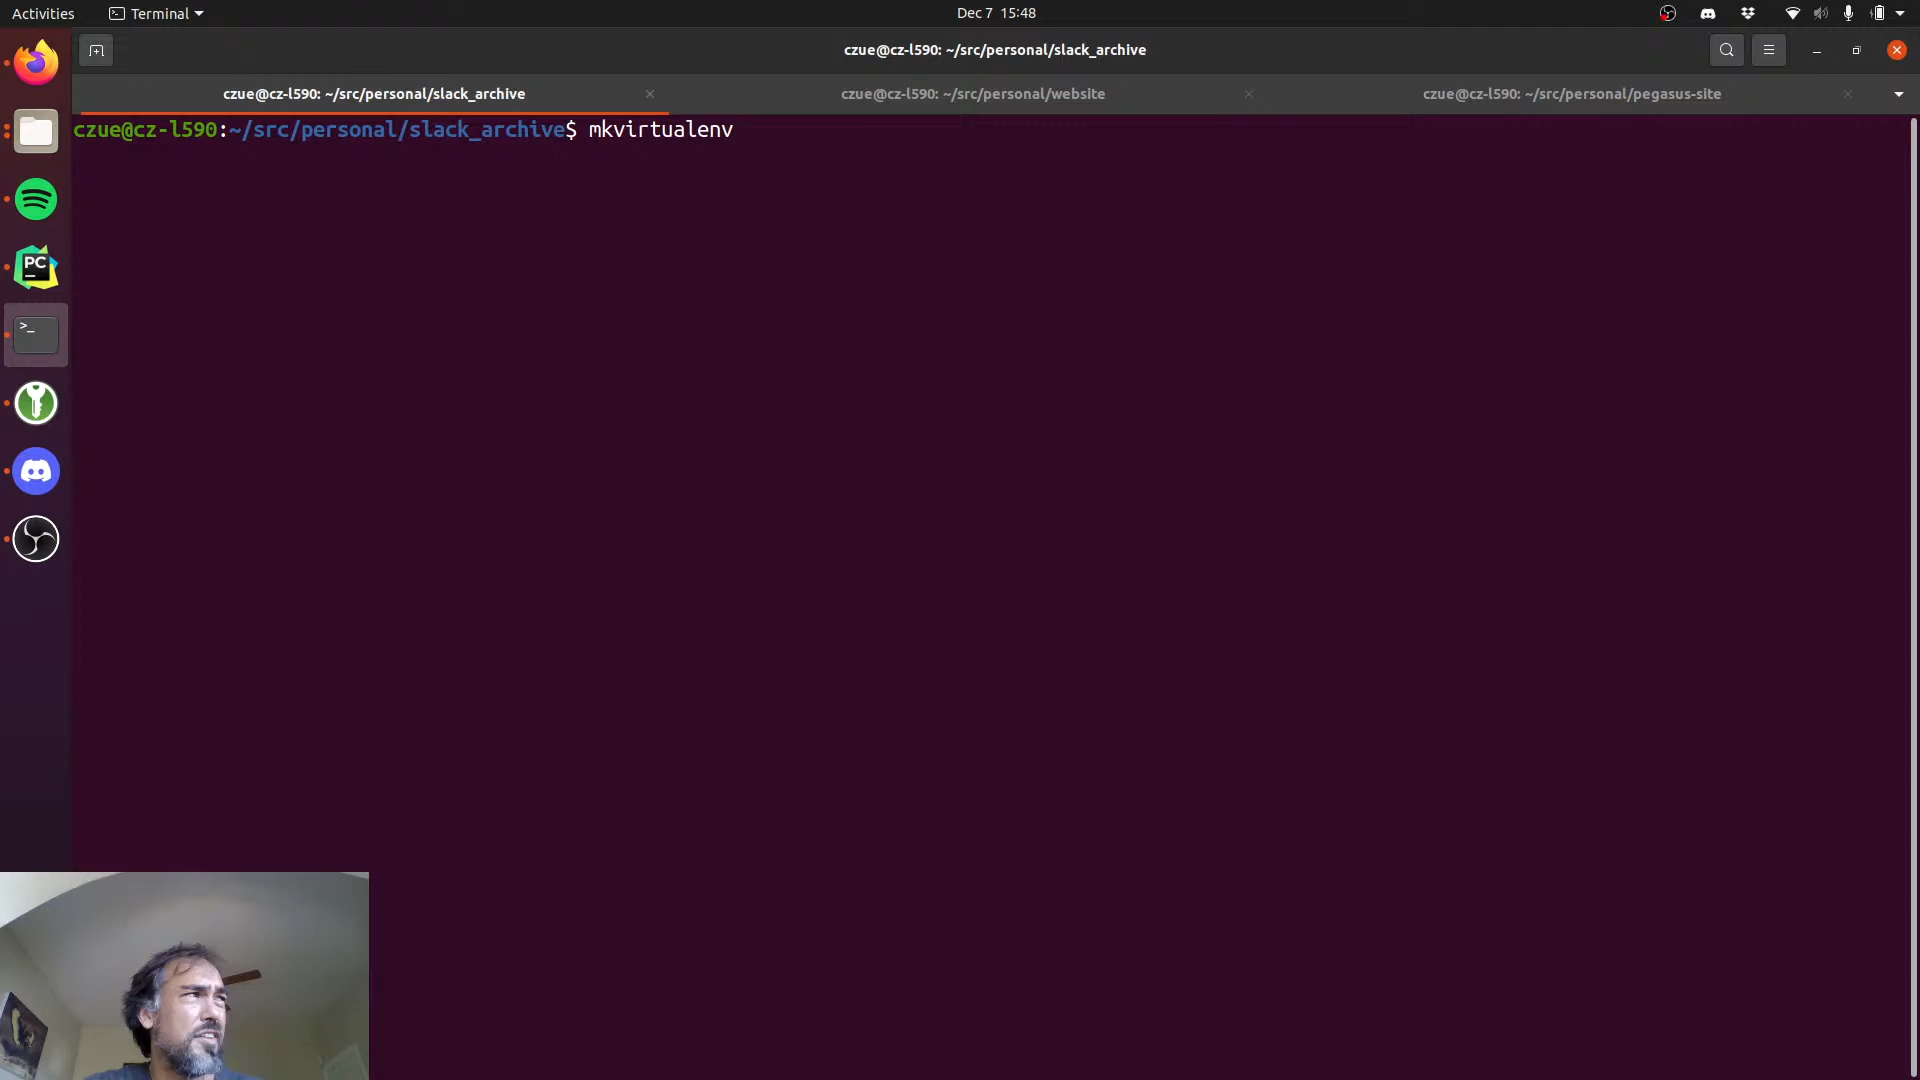 Activities Terminal Dec 7 15:48
czue@cz-l590: ~/src/personal/slack_archive
czue@cz-l590: ~/src/personal/slack_archive czue@cz-l590: ~/src/personal/website czue@cz-l590: ~/src/personal/pegasus-site
czue@cz-l590:~/src/personal/slack_archive$ mkvirtualenv
PC
>_